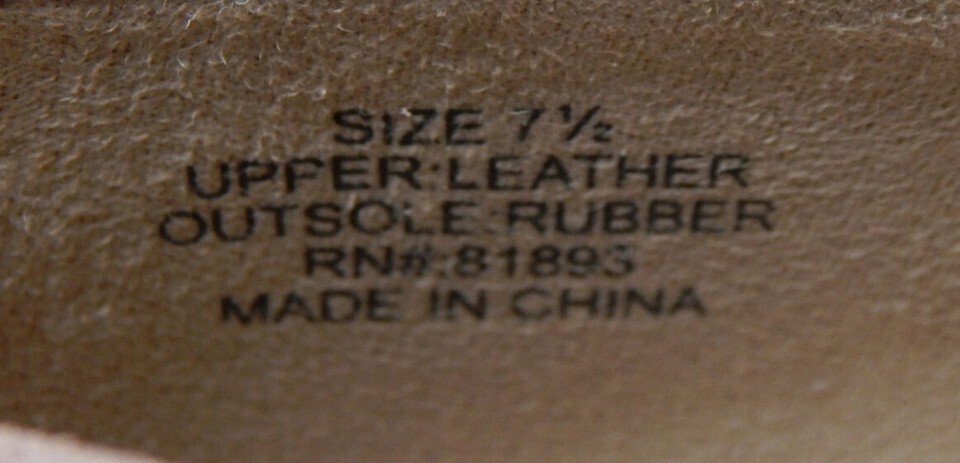 SIZE 7½
UPPER:LEATHER
OUTSOLE:RUBBER
RN#:81893
MADE IN CHINA